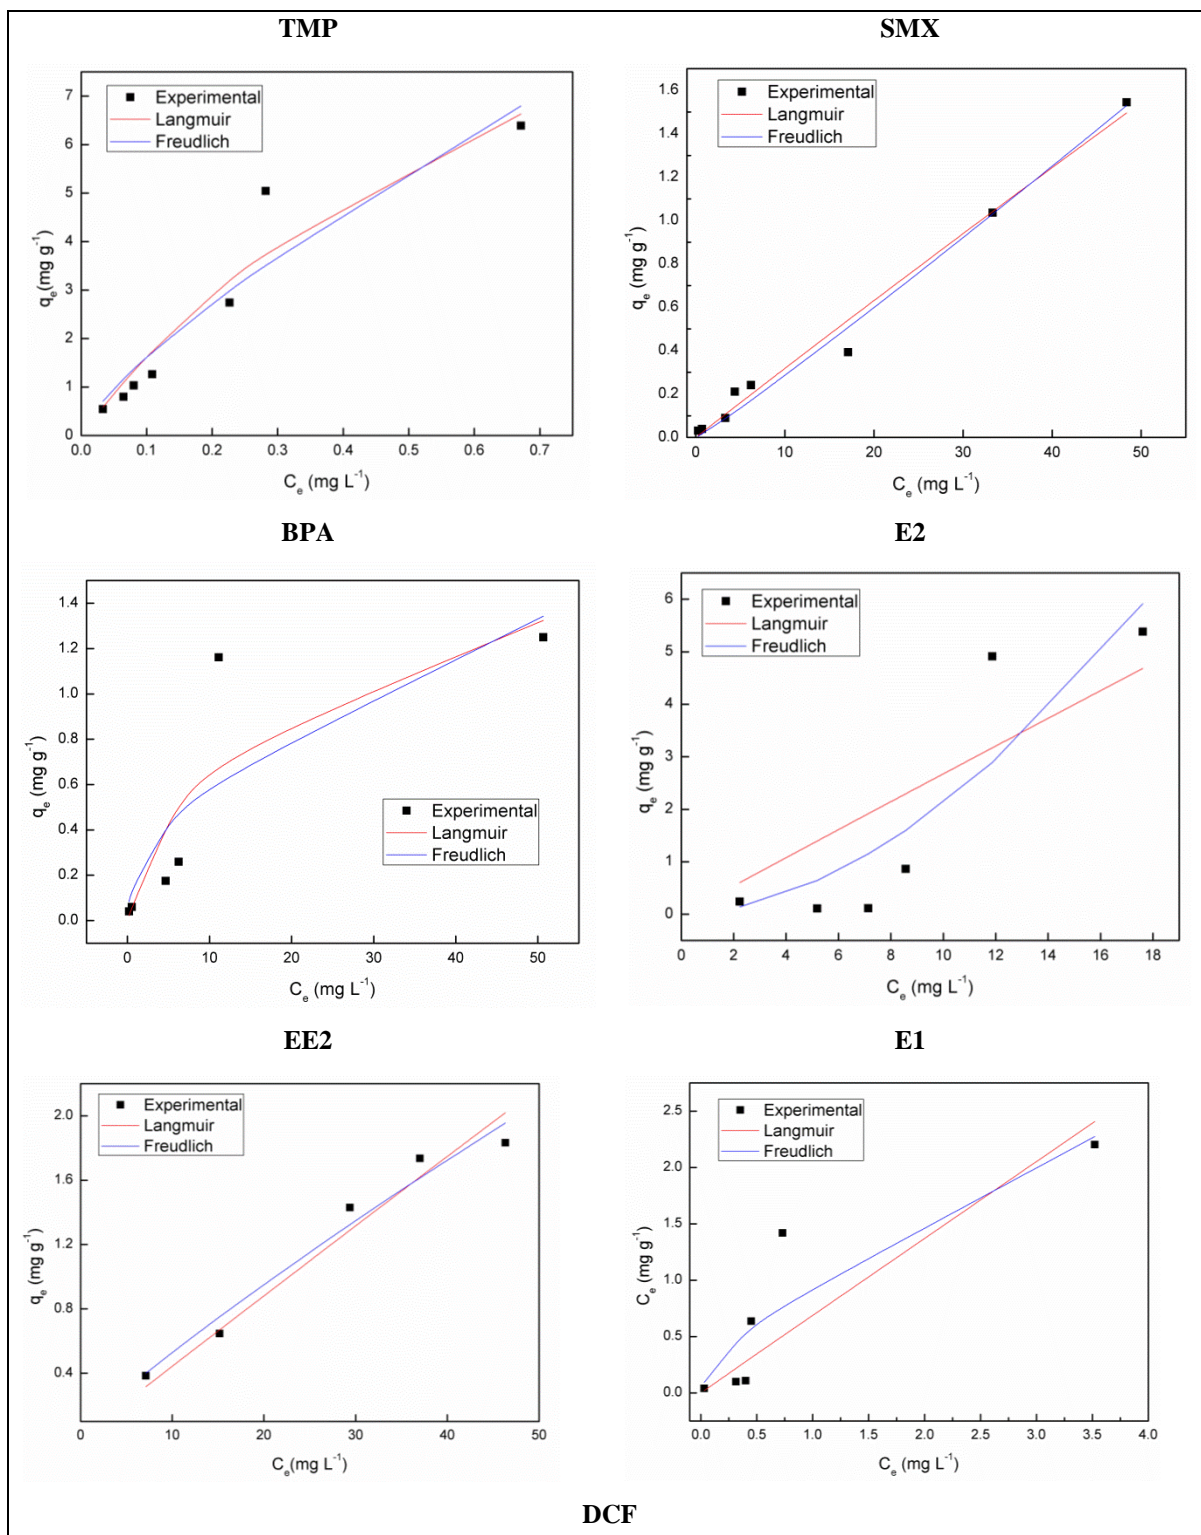 TMP
7
6
5
4
3
2
1
0
qe(mg g-1)
Experimental
Langmuir
Freudlich
0.0 0.1 0.2 0.3 0.4 0.5 0.6 0.7
Ce (mg L-1)
SMX
1.6
1.4
1.2
1.0
0.8
0.6
0.4
0.2
0.0
qe (mg g-1)
Experimental
Langmuir
Freudlich
0 10 20 30 40 50
Ce (mg L-1)
BPA
1.4
1.2
1.0
0.8
0.6
0.4
0.2
0.0
qe (mg g-1)
Experimental
Langmuir
Freudlich
0 10 20 30 40 50
Ce (mg L-1)
E2
6
5
4
3
2
1
0
qe (mg g-1)
Experimental
Langmuir
Freudlich
0 2 4 6 8 10 12 14 16 18
Ce (mg L-1)
EE2
2.0
1.6
1.2
0.8
0.4
qe (mg g-1)
Experimental
Langmuir
Freudlich
0 10 20 30 40 50
Ce(mg L-1)
E1
2.5
2.0
1.5
1.0
0.5
0.0
Ce (mg g-1)
Experimental
Langmuir
Freudlich
0.0 0.5 1.0 1.5 2.0 2.5 3.0 3.5 4.0
Ce (mg L-1)
DCF